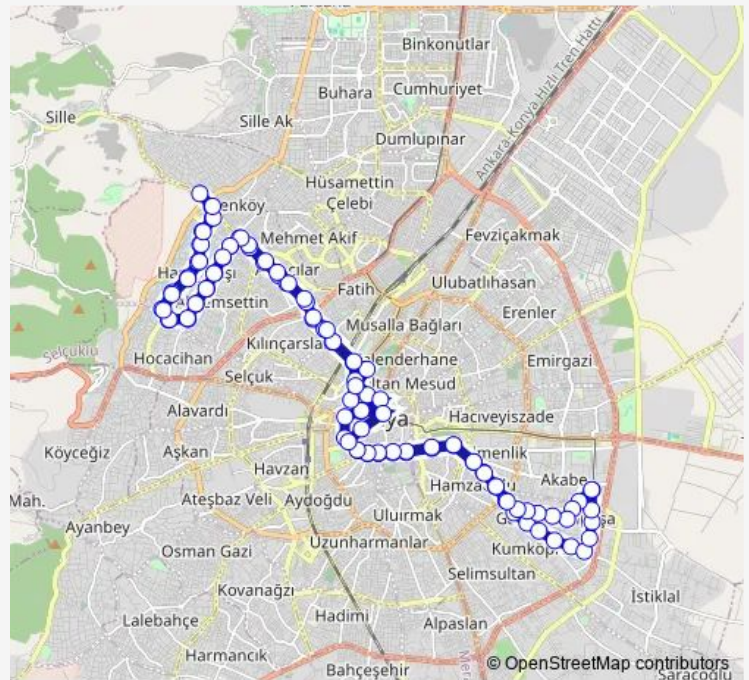 Binkonutlar
Ankara Konya Hızlı Tren Hattı
Buhara
Cumhuriyet
Sille
Sille Ak
Dumlupınar
Hüsamettin
Çelebi
Mehmet Akif
Fevziçakmak
Fatih
Ulubatlıhasan
Erenler
Musalla Bağları
Selçuklu
Kılınçarsla
Hocacihan
Emirgazi
Selçuk
Alavardı
Hacıveyiszade
Köyceğiz
Aşkan
Havzan
Akabe
Mah.
Ateşbaz Veli
Aydoğdu
Uluırmak
Ayanbey
Osman Gazi
Uzunharmanlar
Selimsultan
Kovanağzı
İstiklal
Lalebahçe
Hadimi
Alpaslan
Harmancık
Bahçeşehir
© OpenStreetMap contributors
Saracoğlu